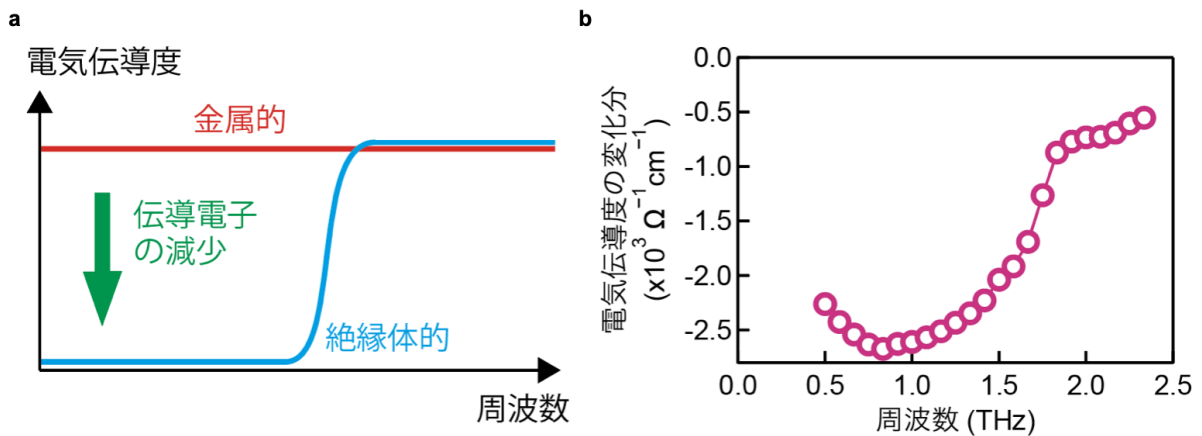 a
電気伝導度
金属的
伝導電子
の減少
絶縁体的
周波数
b
電気伝導度の変化分
(x10³ Ω⁻¹ cm⁻¹)
0.0
-0.5
-1.0
-1.5
-2.0
-2.5
0.0 0.5 1.0 1.5 2.0 2.5
周波数 (THz)